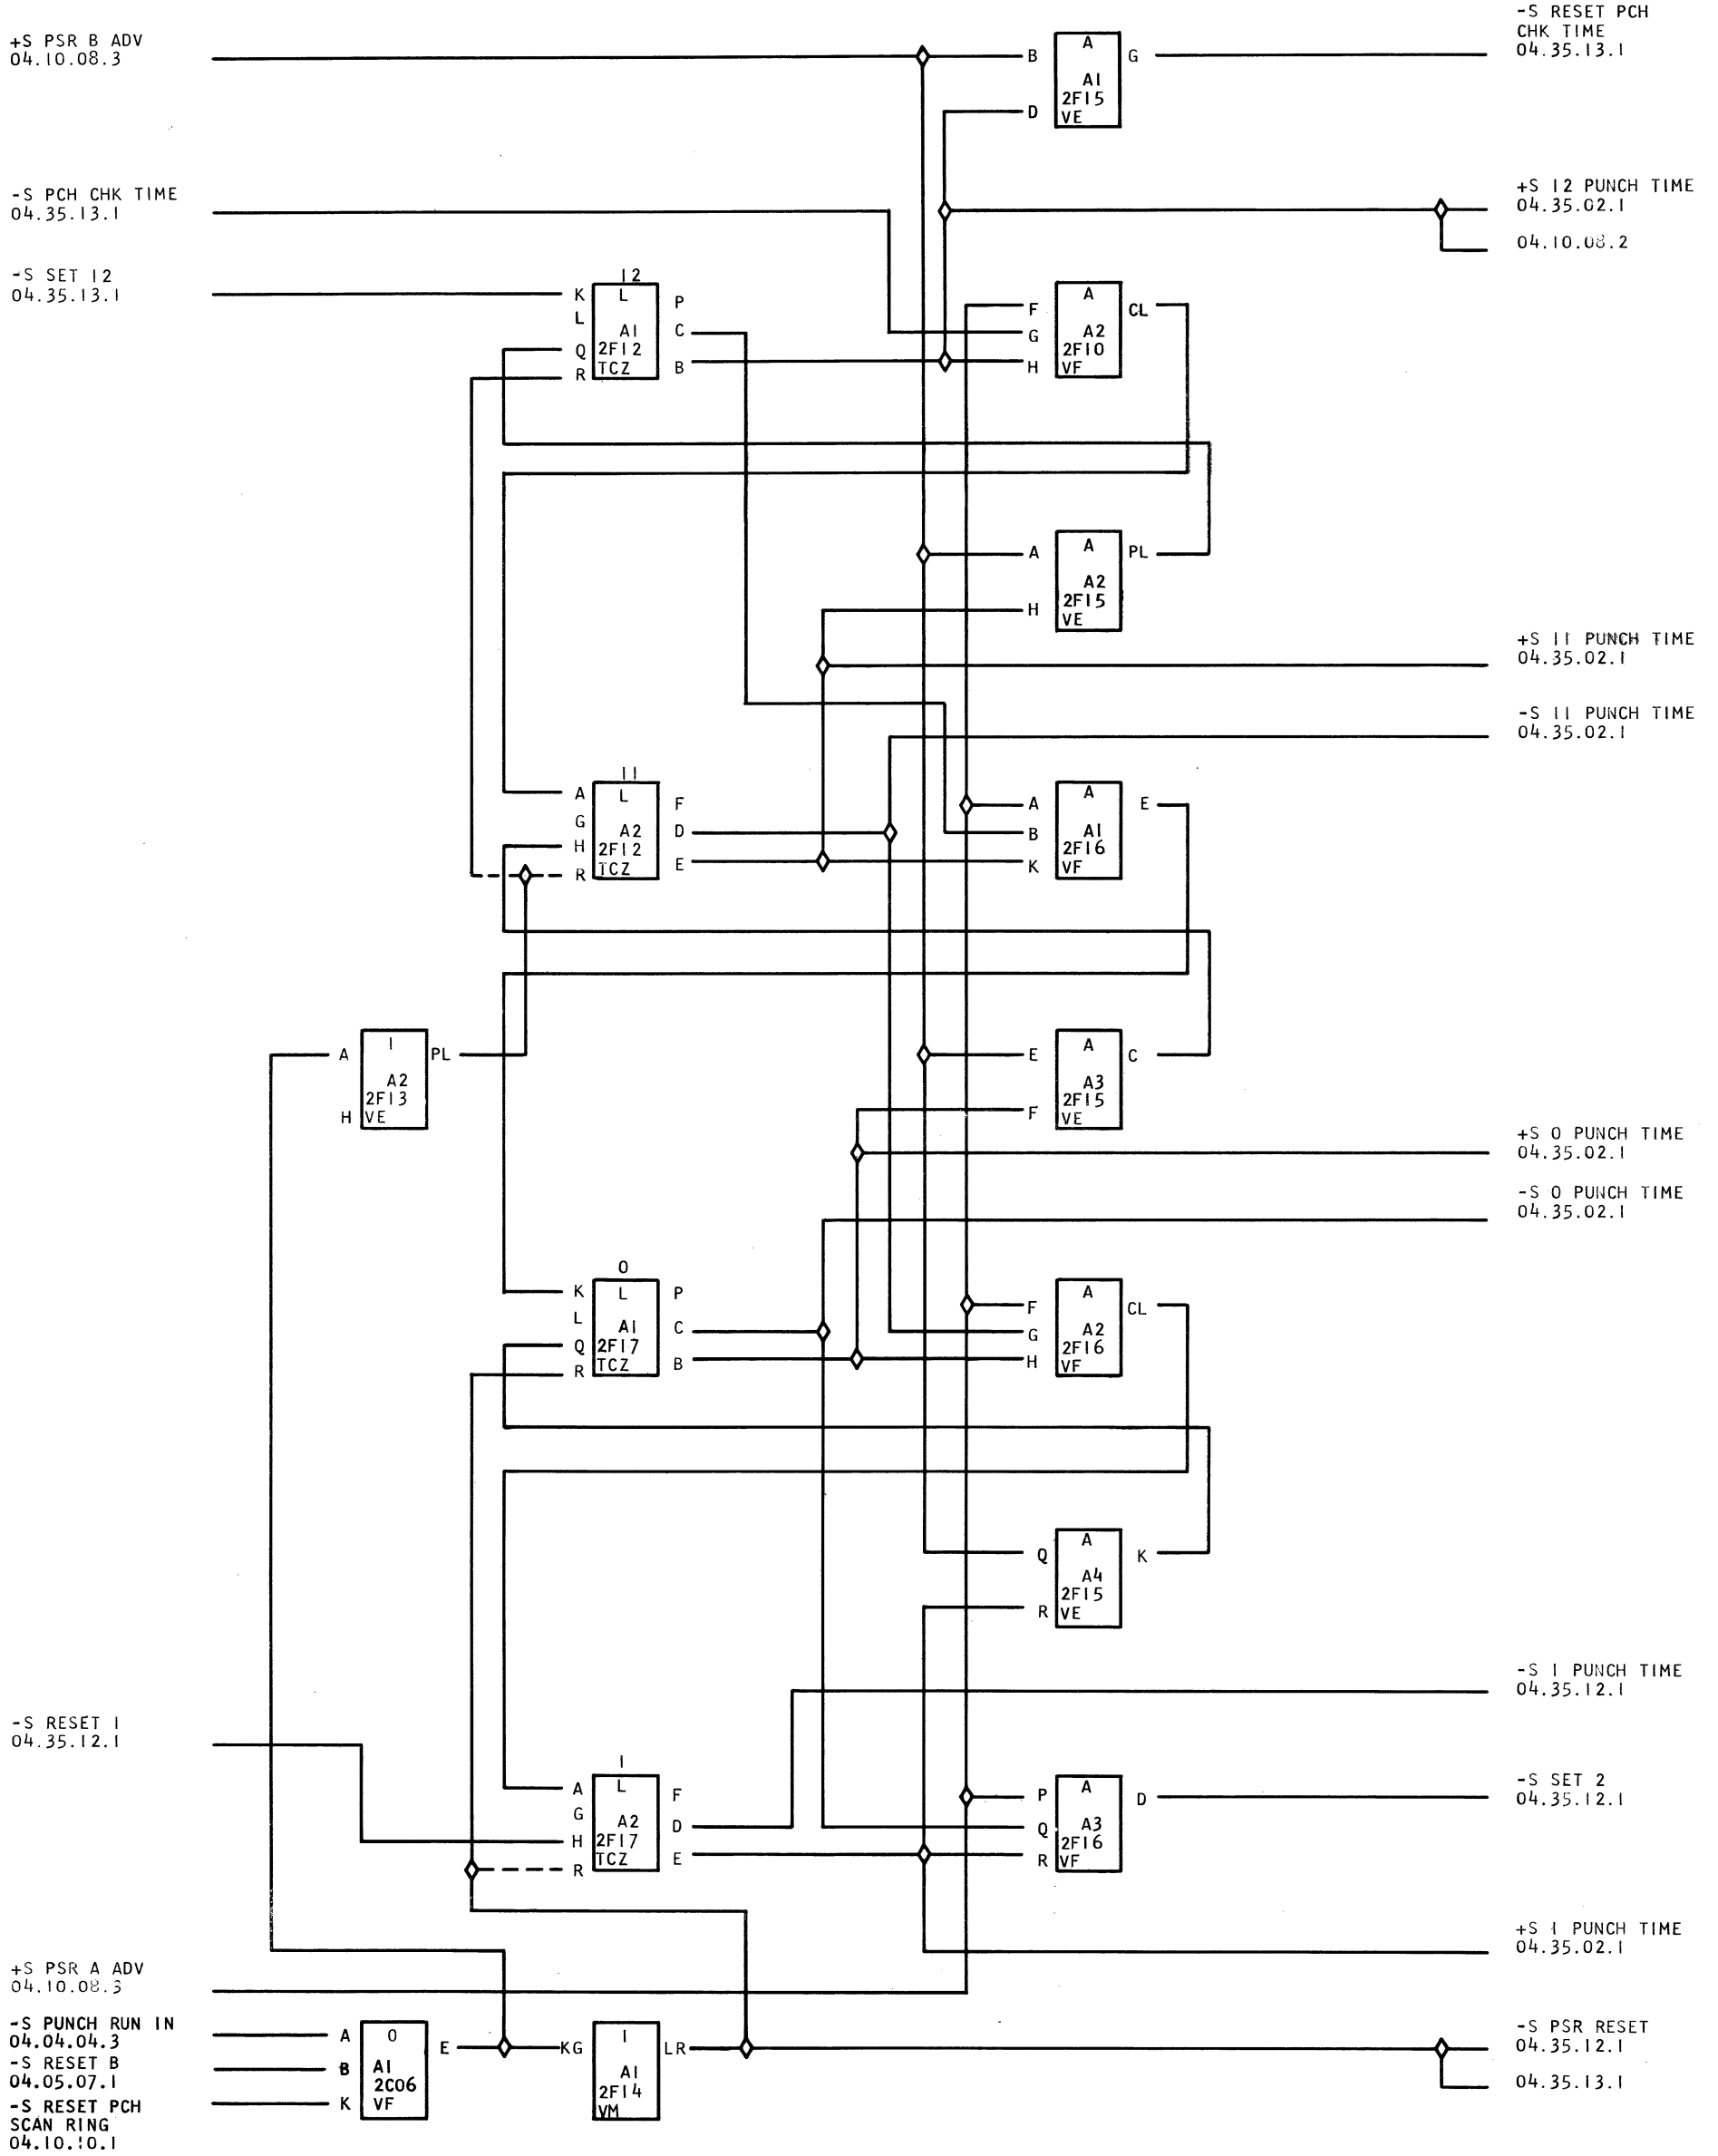 +S PSR B ADV
04.10.08.3
-S PCH CHK TIME
04.35.13.1
-S SET 12
04.35.13.1
-S RESET 1
04.35.12.1
+S PSR A ADV
04.10.08.3
-S PUNCH RUN IN
04.04.04.3
-S RESET B
04.05.07.1
-S RESET PCH
SCAN RING
04.10.10.1
12
K L P
L
A1 C
Q 2F12
R TCZ B
11
A L F
G
A2 D
H 2F12
R TCZ E
A I PL
A2
2F13
H VE
0
K L P
L
A1 C
Q 2F17
R TCZ B
1
A L F
G
A2 D
H 2F17
R TCZ E
A O E
B A1
2C06
K VF
KG I LR
A1
2F14
VM
B A G
A1
D 2F15
VE
F A CL
G A2
2F10
H VF
A A PL
A2
H 2F15
VE
A A E
B A1
2F16
K VF
E A C
A3
F 2F15
VE
F A CL
G A2
2F16
H VF
Q A K
A4
2F15
R VE
P A D
Q A3
2F16
R VF
-S RESET PCH
CHK TIME
04.35.13.1
+S 12 PUNCH TIME
04.35.02.1
04.10.08.2
+S 11 PUNCH TIME
04.35.02.1
-S 11 PUNCH TIME
04.35.02.1
+S 0 PUNCH TIME
04.35.02.1
-S 0 PUNCH TIME
04.35.02.1
-S 1 PUNCH TIME
04.35.12.1
-S SET 2
04.35.12.1
+S 1 PUNCH TIME
04.35.02.1
-S PSR RESET
04.35.12.1
04.35.13.1